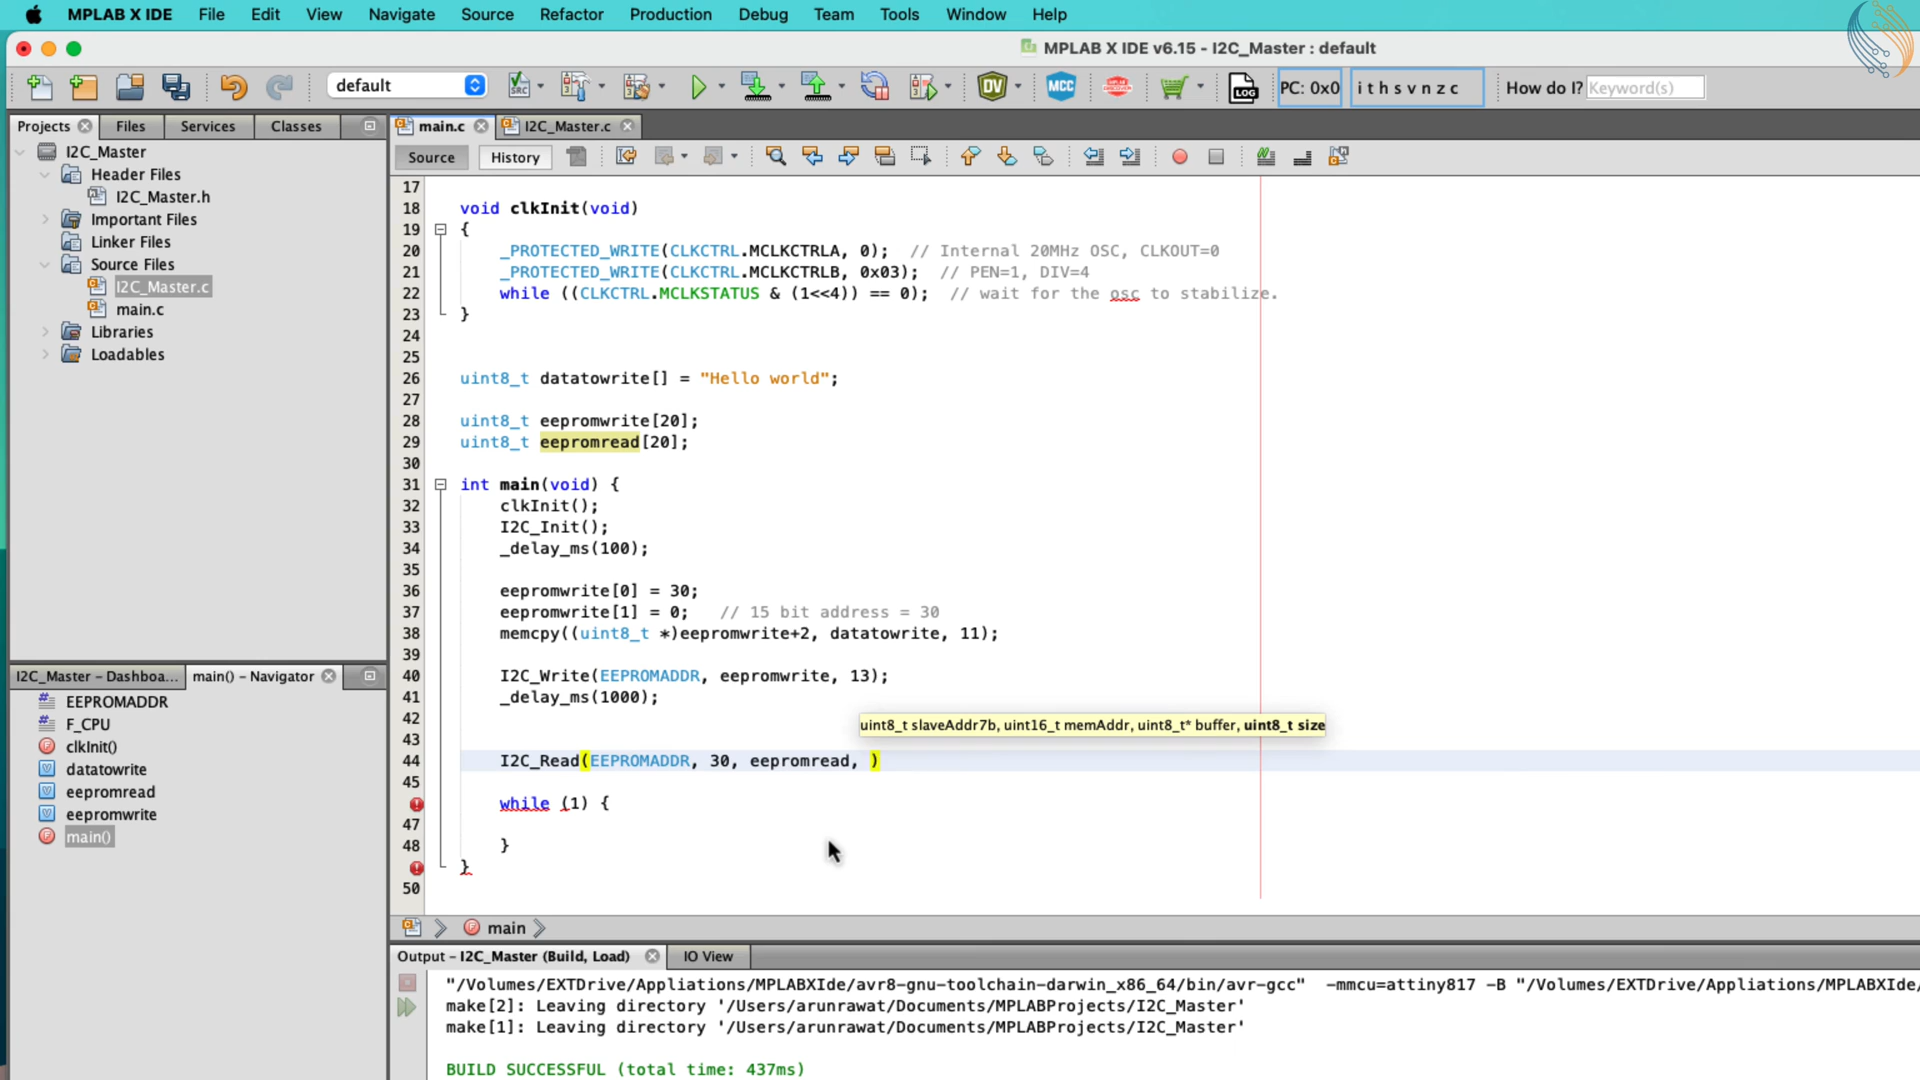 MPLAB X IDE File Edit View Navigate Source Refactor Production Debug Team Tools Window Help
MPLAB X IDE v6.15 - I2C_Master : default
default PC: 0x0 i t h s v n z c How do I? Keyword(s)
DV MCC LOG
Projects Files Services Classes
main.c I2C_Master.c
Source History
I2C_Master
Header Files
I2C_Master.h
Important Files
Linker Files
Source Files
I2C_Master.c
main.c
Libraries
Loadables
I2C_Master - Dashboa... main() - Navigator
EEPROMADDR
F_CPU
clkInit()
datatowrite
eepromread
eepromwrite
main()
17
18 void clkInit(void)
19 {
20 _PROTECTED_WRITE(CLKCTRL.MCLKCTRLA, 0); // Internal 20MHz OSC, CLKOUT=0
21 _PROTECTED_WRITE(CLKCTRL.MCLKCTRLB, 0x03); // PEN=1, DIV=4
22 while ((CLKCTRL.MCLKSTATUS & (1<<4)) == 0); // wait for the osc to stabilize.
23 }
24
25
26 uint8_t datatowrite[] = "Hello world";
27
28 uint8_t eepromwrite[20];
29 uint8_t eepromread[20];
30
31 int main(void) {
32 clkInit();
33 I2C_Init();
34 _delay_ms(100);
35
36 eepromwrite[0] = 30;
37 eepromwrite[1] = 0; // 15 bit address = 30
38 memcpy((uint8_t *)eepromwrite+2, datatowrite, 11);
39
40 I2C_Write(EEPROMADDR, eepromwrite, 13);
41 _delay_ms(1000);
42
uint8_t slaveAddr7b, uint16_t memAddr, uint8_t* buffer, uint8_t size
43
44 I2C_Read(EEPROMADDR, 30, eepromread, )
45
while (1) {
47
48 }
}
50
main
Output - I2C_Master (Build, Load) IO View
"/Volumes/EXTDrive/Appliations/MPLABXIde/avr8-gnu-toolchain-darwin_x86_64/bin/avr-gcc" -mmcu=attiny817 -B "/Volumes/EXTDrive/Appliations/MPLABXIde/
make[2]: Leaving directory '/Users/arunrawat/Documents/MPLABProjects/I2C_Master'
make[1]: Leaving directory '/Users/arunrawat/Documents/MPLABProjects/I2C_Master'
BUILD SUCCESSFUL (total time: 437ms)